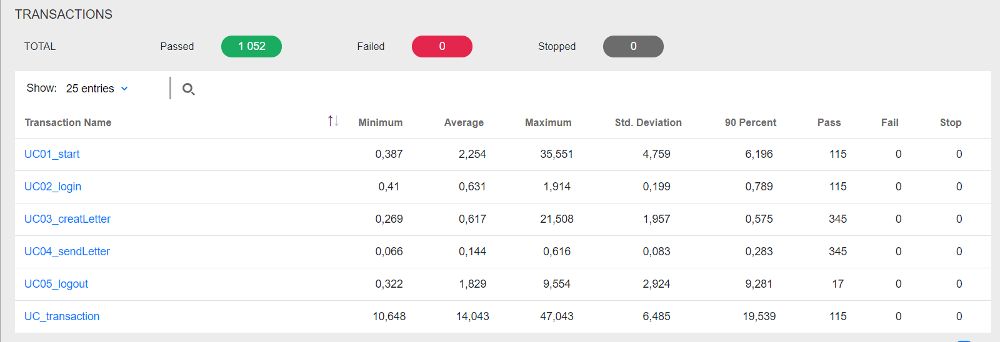 TRANSACTIONS
TOTAL Passed 1 052 Failed 0 Stopped 0
Show: 25 entries
Transaction Name Minimum Average Maximum Std. Deviation 90 Percent Pass Fail Stop
UC01_start 0,387 2,254 35,551 4,759 6,196 115 0 0
UC02_login 0,41 0,631 1,914 0,199 0,789 115 0 0
UC03_creatLetter 0,269 0,617 21,508 1,957 0,575 345 0 0
UC04_sendLetter 0,066 0,144 0,616 0,083 0,283 345 0 0
UC05_logout 0,322 1,829 9,554 2,924 9,281 17 0 0
UC_transaction 10,648 14,043 47,043 6,485 19,539 115 0 0